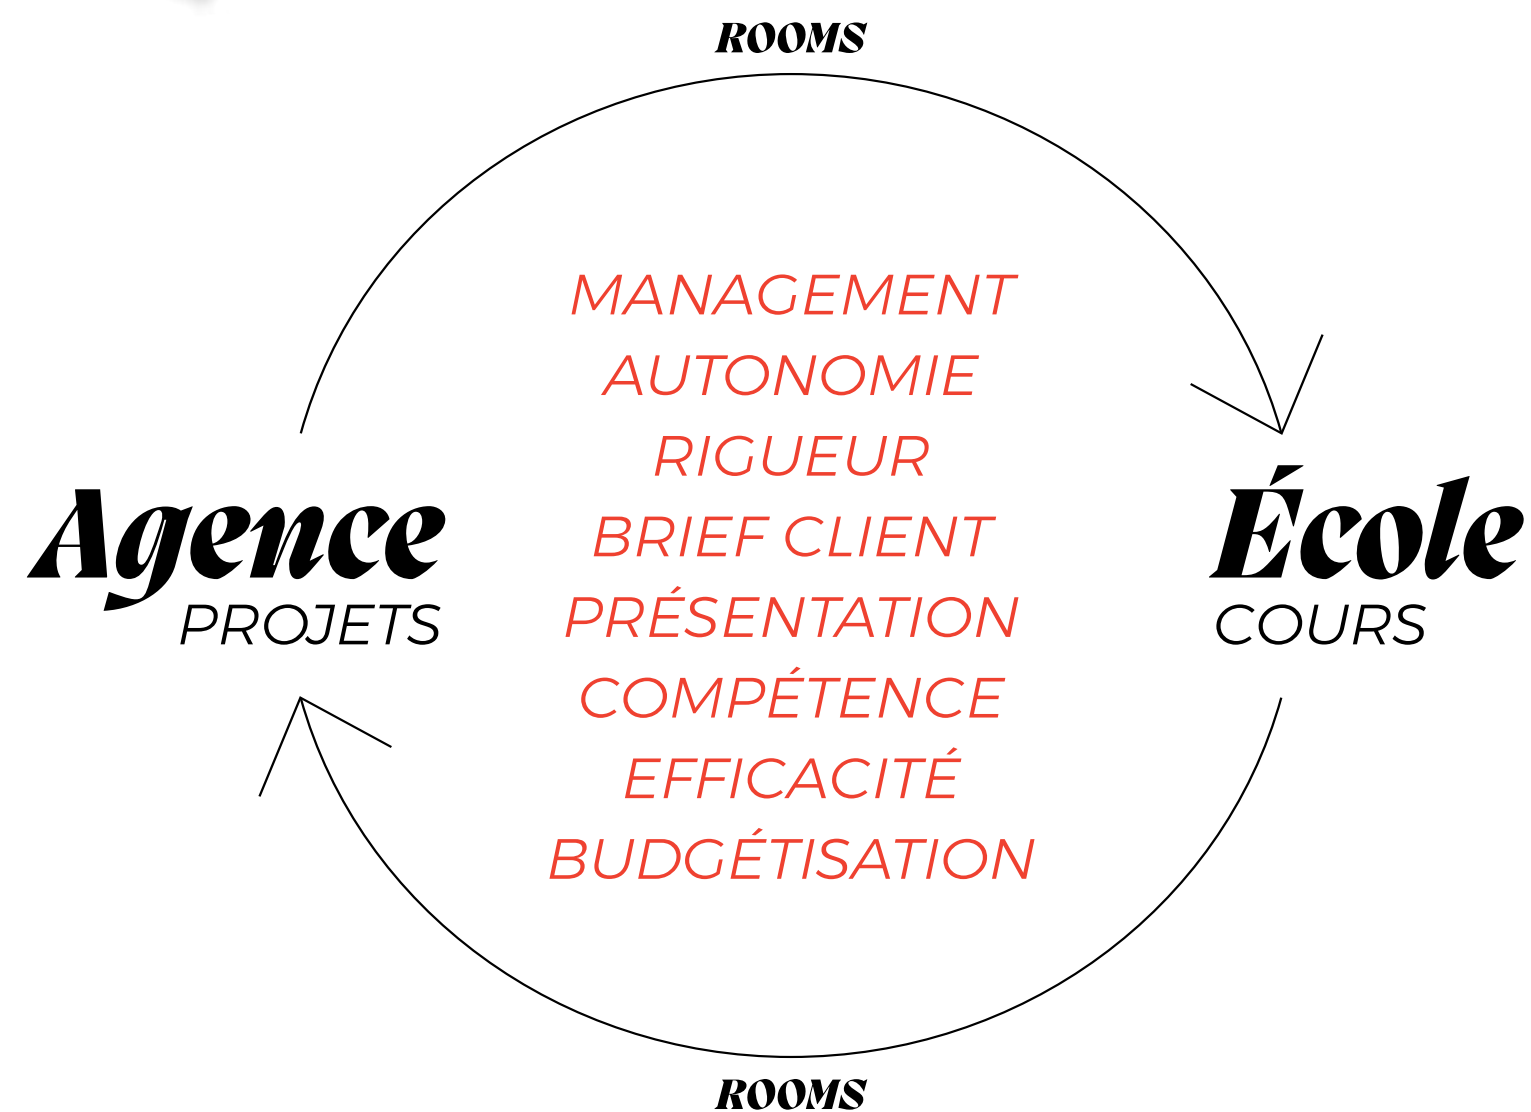 ROOMS
MANAGEMENT
AUTONOMIE
RIGUEUR
BRIEF CLIENT
PRÉSENTATION
COMPÉTENCE
EFFICACITÉ
BUDGÉTISATION
Agence
PROJETS
École
COURS
ROOMS